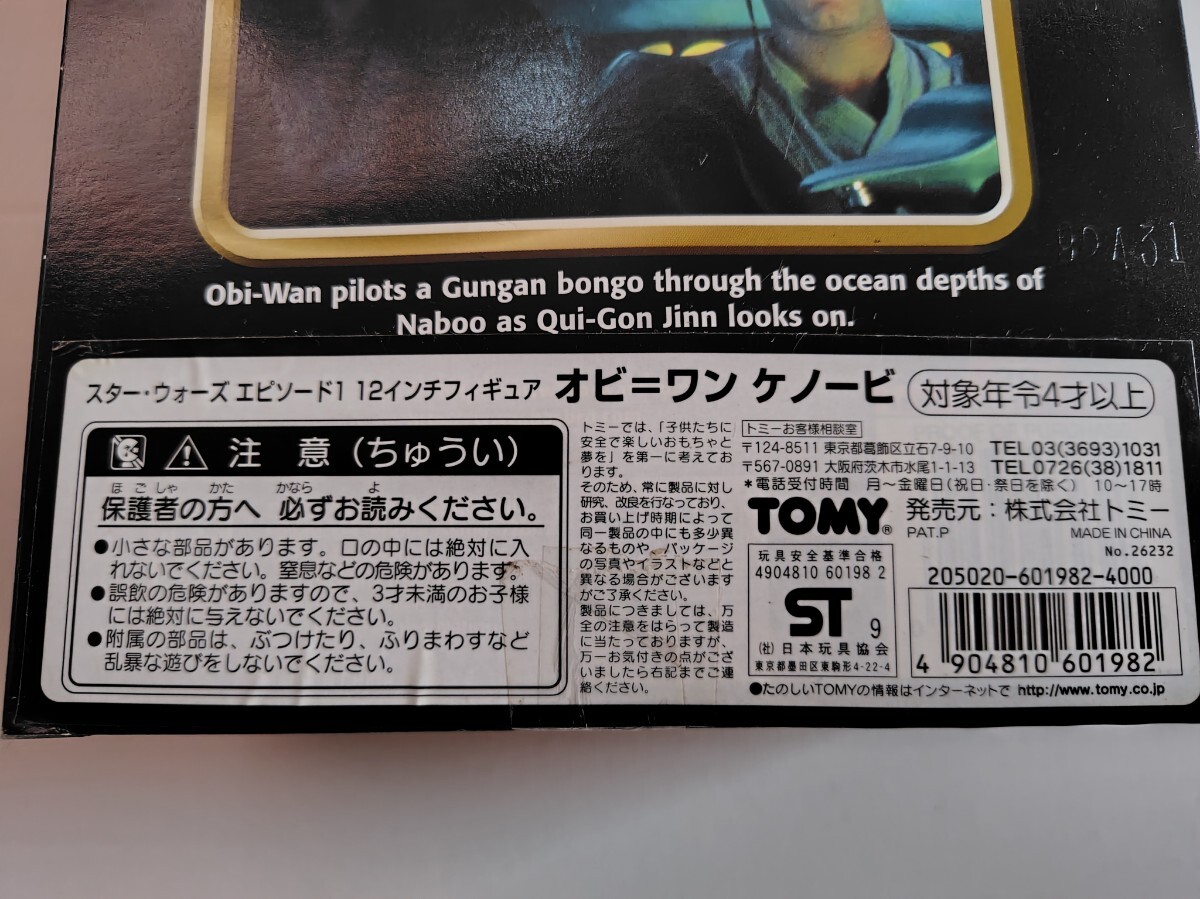 Obi-Wan pilots a Gungan bongo through the ocean depths of
Naboo as Qui-Gon Jinn looks on.
スター・ウォーズ エピソード1 12インチフィギュア オビ=ワン ケノービ 対象年令4才以上
注 意(ちゅうい)
ほごしゃ かた かなら よ
保護者の方へ 必ずお読みください。
●小さな部品があります。口の中には絶対に入
れないでください。窒息などの危険があります。
●誤飲の危険がありますので、3才未満のお子様
には絶対に与えないでください。
●附属の部品は、ぶつけたり、ふりまわすなど
乱暴な遊びをしないでください。
トミーでは、「子供たちに
安全で楽しいおもちゃと
夢を」を第一に考えてお
ります。
そのため、常に製品に対し
研究、改良を行なっており、
お買い上げ時期によって
同一製品の中にも多少異
なるものや、パッケージ
の写真やイラストなどと
異なる場合がございます
がご了承ください。
製品につきましては、万
全の注意をはらって製造
に当たっておりますが、
万一お気付きの点がござ
いましたら右記までご連
絡ください。
トミーお客様相談室
〒124-8511 東京都葛飾区立石7-9-10 TEL03(3693)1031
〒567-0891 大阪府茨木市水尾1-1-13 TEL0726(38)1811
*電話受付時間 月〜金曜日(祝日・祭日を除く) 10〜17時
TOMY® 発売元:株式会社トミー
PAT.P MADE IN CHINA
No.26232
玩具安全基準合格
4904810 60198 2
ST 9
(社)日本玩具協会
東京都墨田区東駒形4-22-4
205020-601982-4000
4 904810 601982
●たのしいTOMYの情報はインターネットで http://www.tomy.co.jp